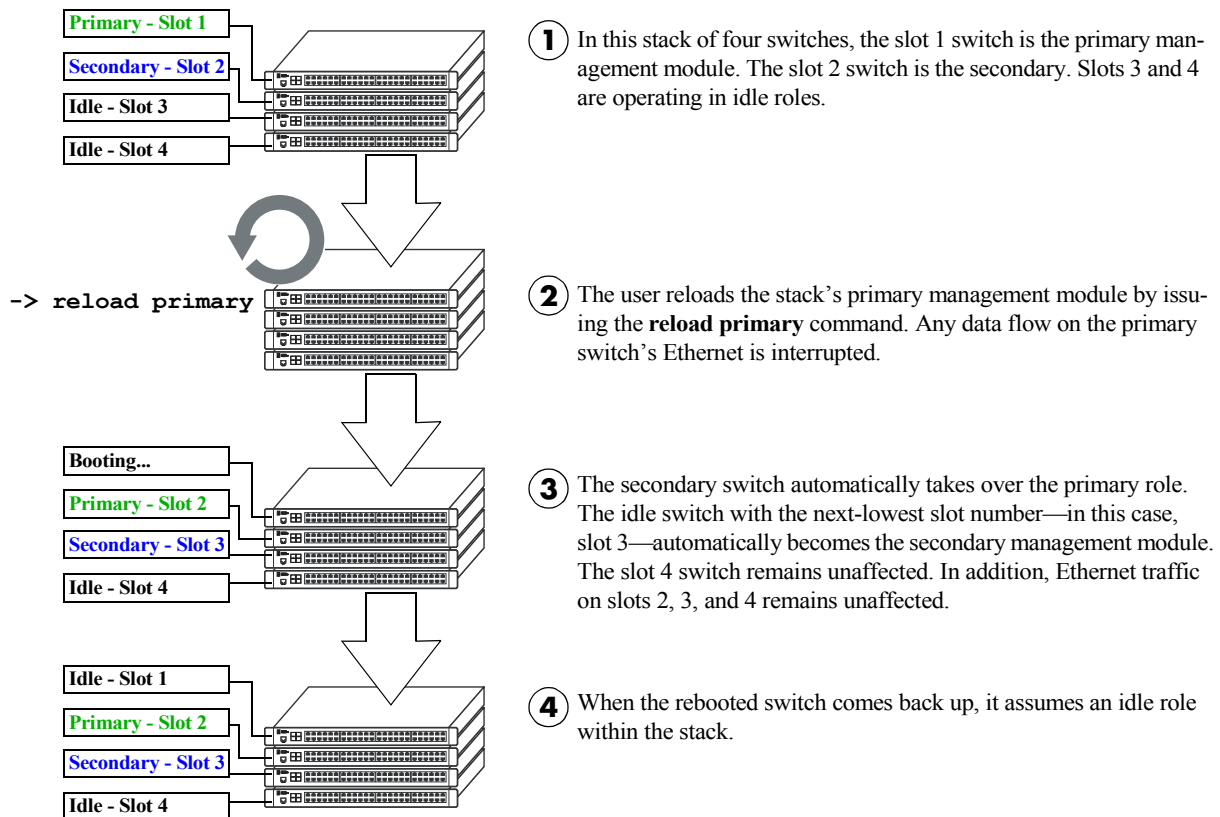 Primary - Slot 1
Secondary - Slot 2
Idle - Slot 3
Idle - Slot 4
1 In this stack of four switches, the slot 1 switch is the primary man-
agement module. The slot 2 switch is the secondary. Slots 3 and 4
are operating in idle roles.
-> reload primary
2 The user reloads the stack’s primary management module by issu-
ing the reload primary command. Any data flow on the primary
switch’s Ethernet is interrupted.
Booting...
Primary - Slot 2
Secondary - Slot 3
Idle - Slot 4
3 The secondary switch automatically takes over the primary role.
The idle switch with the next-lowest slot number—in this case,
slot 3—automatically becomes the secondary management module.
The slot 4 switch remains unaffected. In addition, Ethernet traffic
on slots 2, 3, and 4 remains unaffected.
Idle - Slot 1
Primary - Slot 2
Secondary - Slot 3
Idle - Slot 4
4 When the rebooted switch comes back up, it assumes an idle role
within the stack.